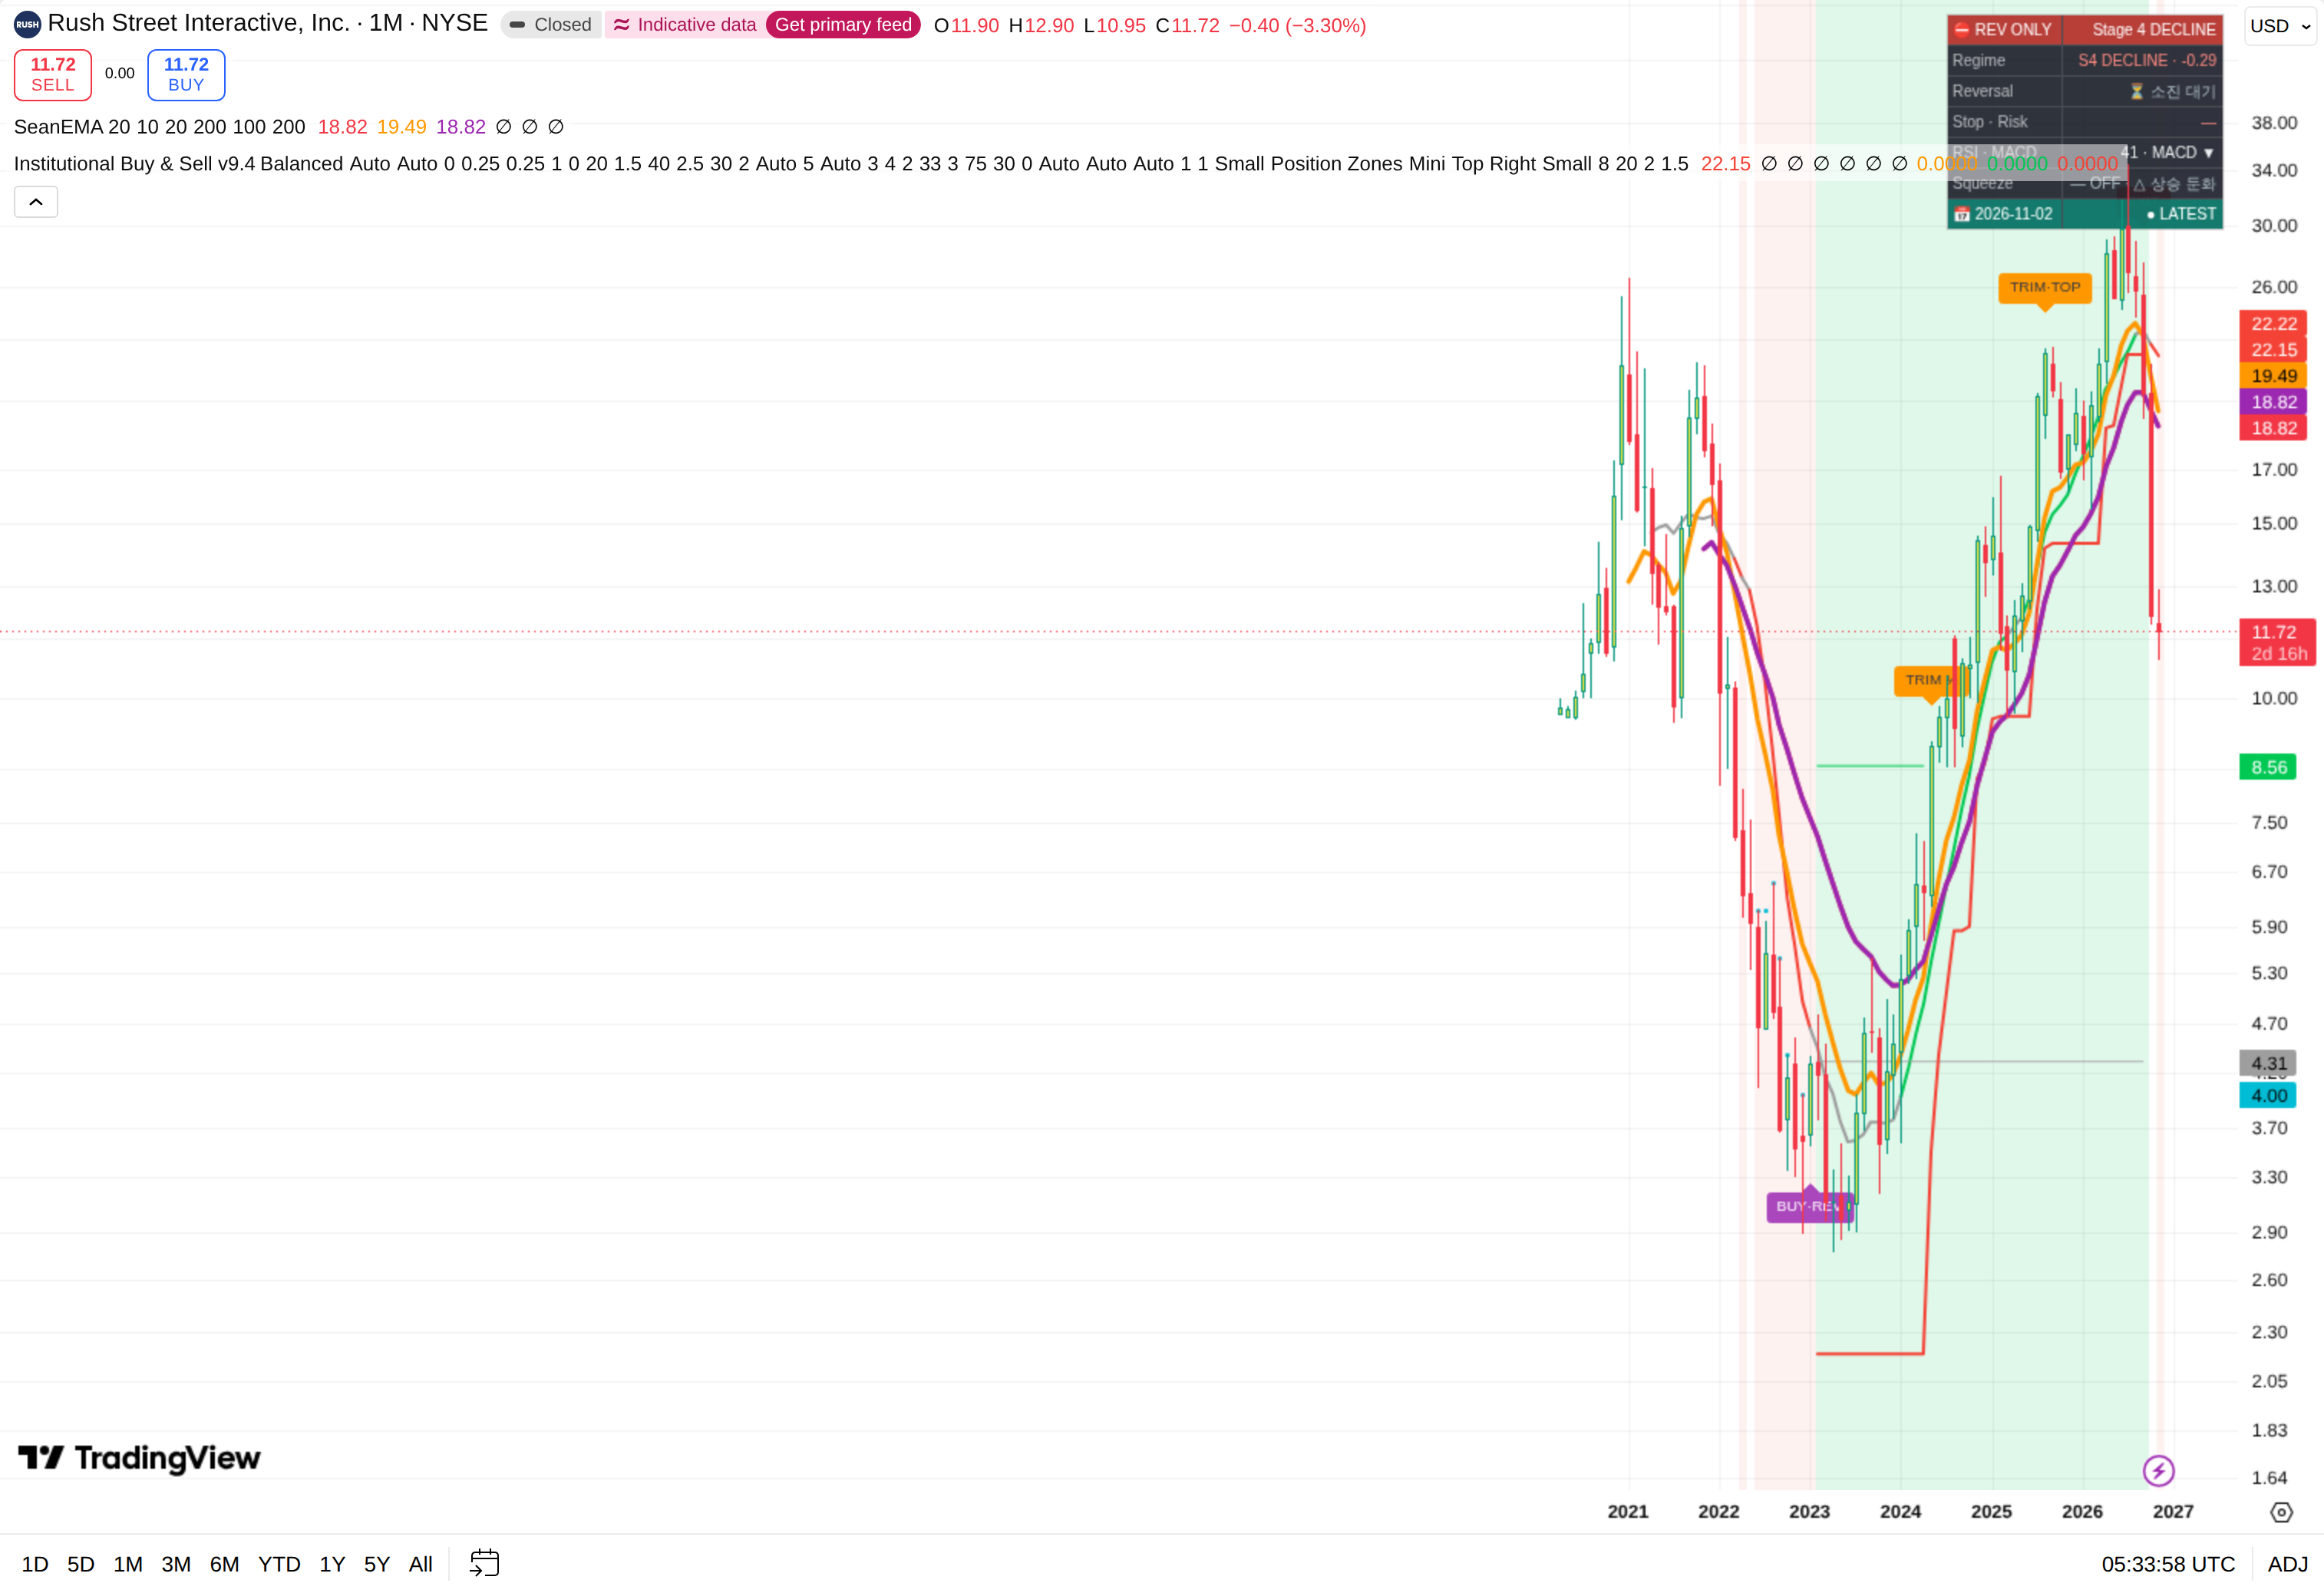 RUSH Rush Street Interactive, Inc. · 1M · NYSE Closed Indicative data Get primary feed O11.90 H12.90 L10.95 C11.72 −0.40 (−3.30%)
11.72 SELL 0.00 11.72 BUY
SeanEMA 20 10 20 200 100 200 18.82 19.49 18.82 ∅ ∅ ∅
Institutional Buy & Sell v9.4 Balanced Auto Auto 0 0.25 0.25 1 0 20 1.5 40 2.5 30 2 Auto 5 Auto 3 4 2 33 3 75 30 0 Auto Auto Auto 1 1 Small Position Zones Mini Top Right Small 8 20 2 1.5 22.15 ∅ ∅ ∅ ∅ ∅ ∅ 0.0000 0.0000 0.0000
REV ONLY Stage 4 DECLINE
Regime S4 DECLINE · -0.29
Reversal ⏳ 소진 대기
Stop · Risk —
RSI · MACD 41 · MACD ▼
Squeeze — OFF △ 상승 둔화
2026-11-02 ● LATEST
USD
38.00
34.00
30.00
26.00
22.22
22.15
19.49
18.82
18.82
17.00
15.00
13.00
11.72
2d 16h
10.00
8.56
7.50
6.70
5.90
5.30
4.70
4.31
4.00
3.70
3.30
2.90
2.60
2.30
2.05
1.83
1.64
TRIM·TOP
TRIM
BUY·REV
TradingView
2021 2022 2023 2024 2025 2026 2027
1D 5D 1M 3M 6M YTD 1Y 5Y All
05:33:58 UTC ADJ